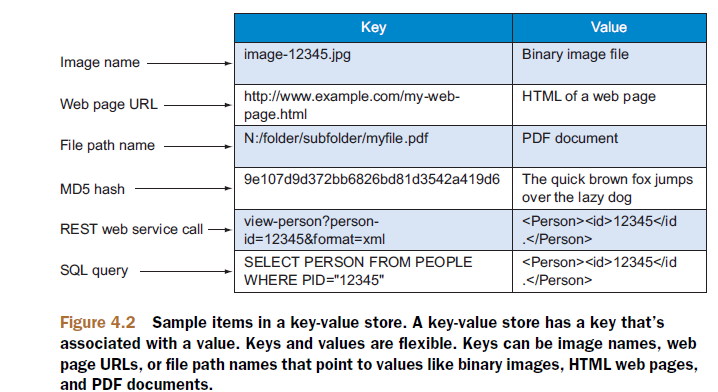 Key Value
Image name image-12345.jpg Binary image file
Web page URL http://www.example.com/my-web- HTML of a web page
page.html
File path name N:/folder/subfolder/myfile.pdf PDF document
MD5 hash 9e107d9d372bb6826bd81d3542a419d6 The quick brown fox jumps
over the lazy dog
REST web service call view-person?person- <Person><id>12345</id
id=12345&format=xml .</Person>
SQL query SELECT PERSON FROM PEOPLE <Person><id>12345</id
WHERE PID="12345" .</Person>
Figure 4.2 Sample items in a key-value store. A key-value store has a key that's
associated with a value. Keys and values are flexible. Keys can be image names, web
page URLs, or file path names that point to values like binary images, HTML web pages,
and PDF documents.